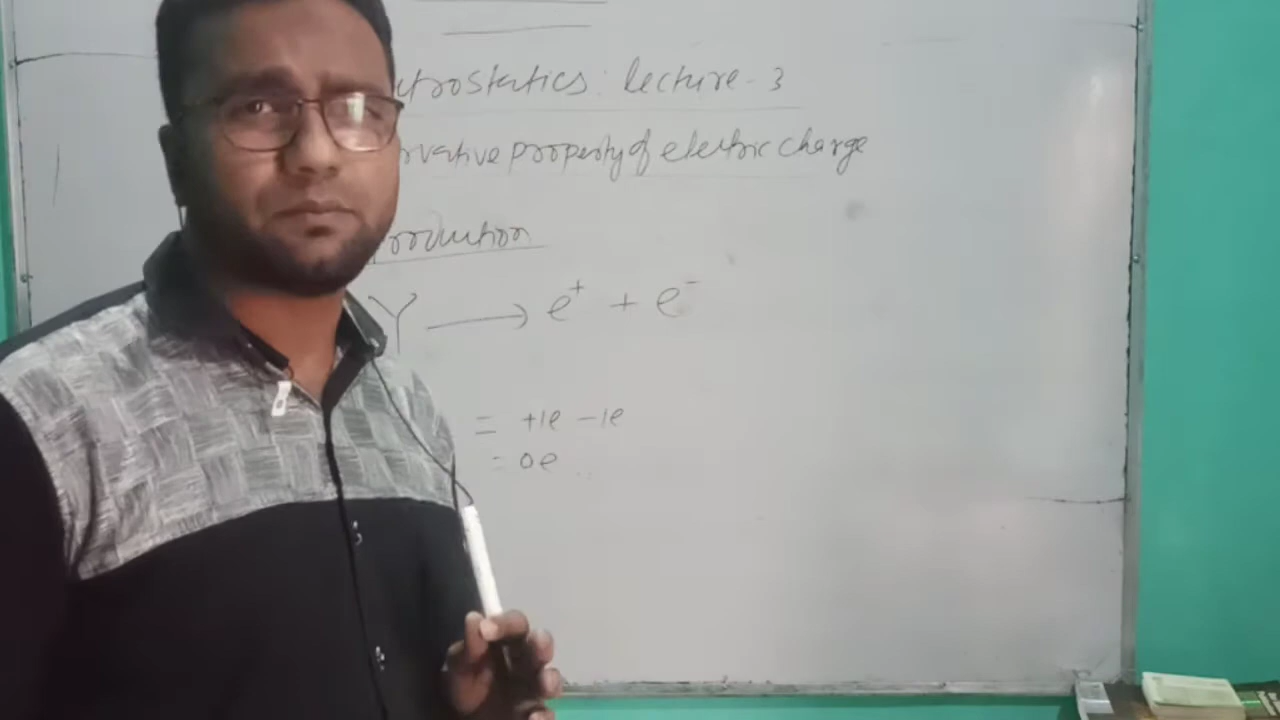 ctrostatics: lecture-3
rvative property of electric charge
roduction
γ → e⁺ + e⁻
= +1e -1e
= 0e